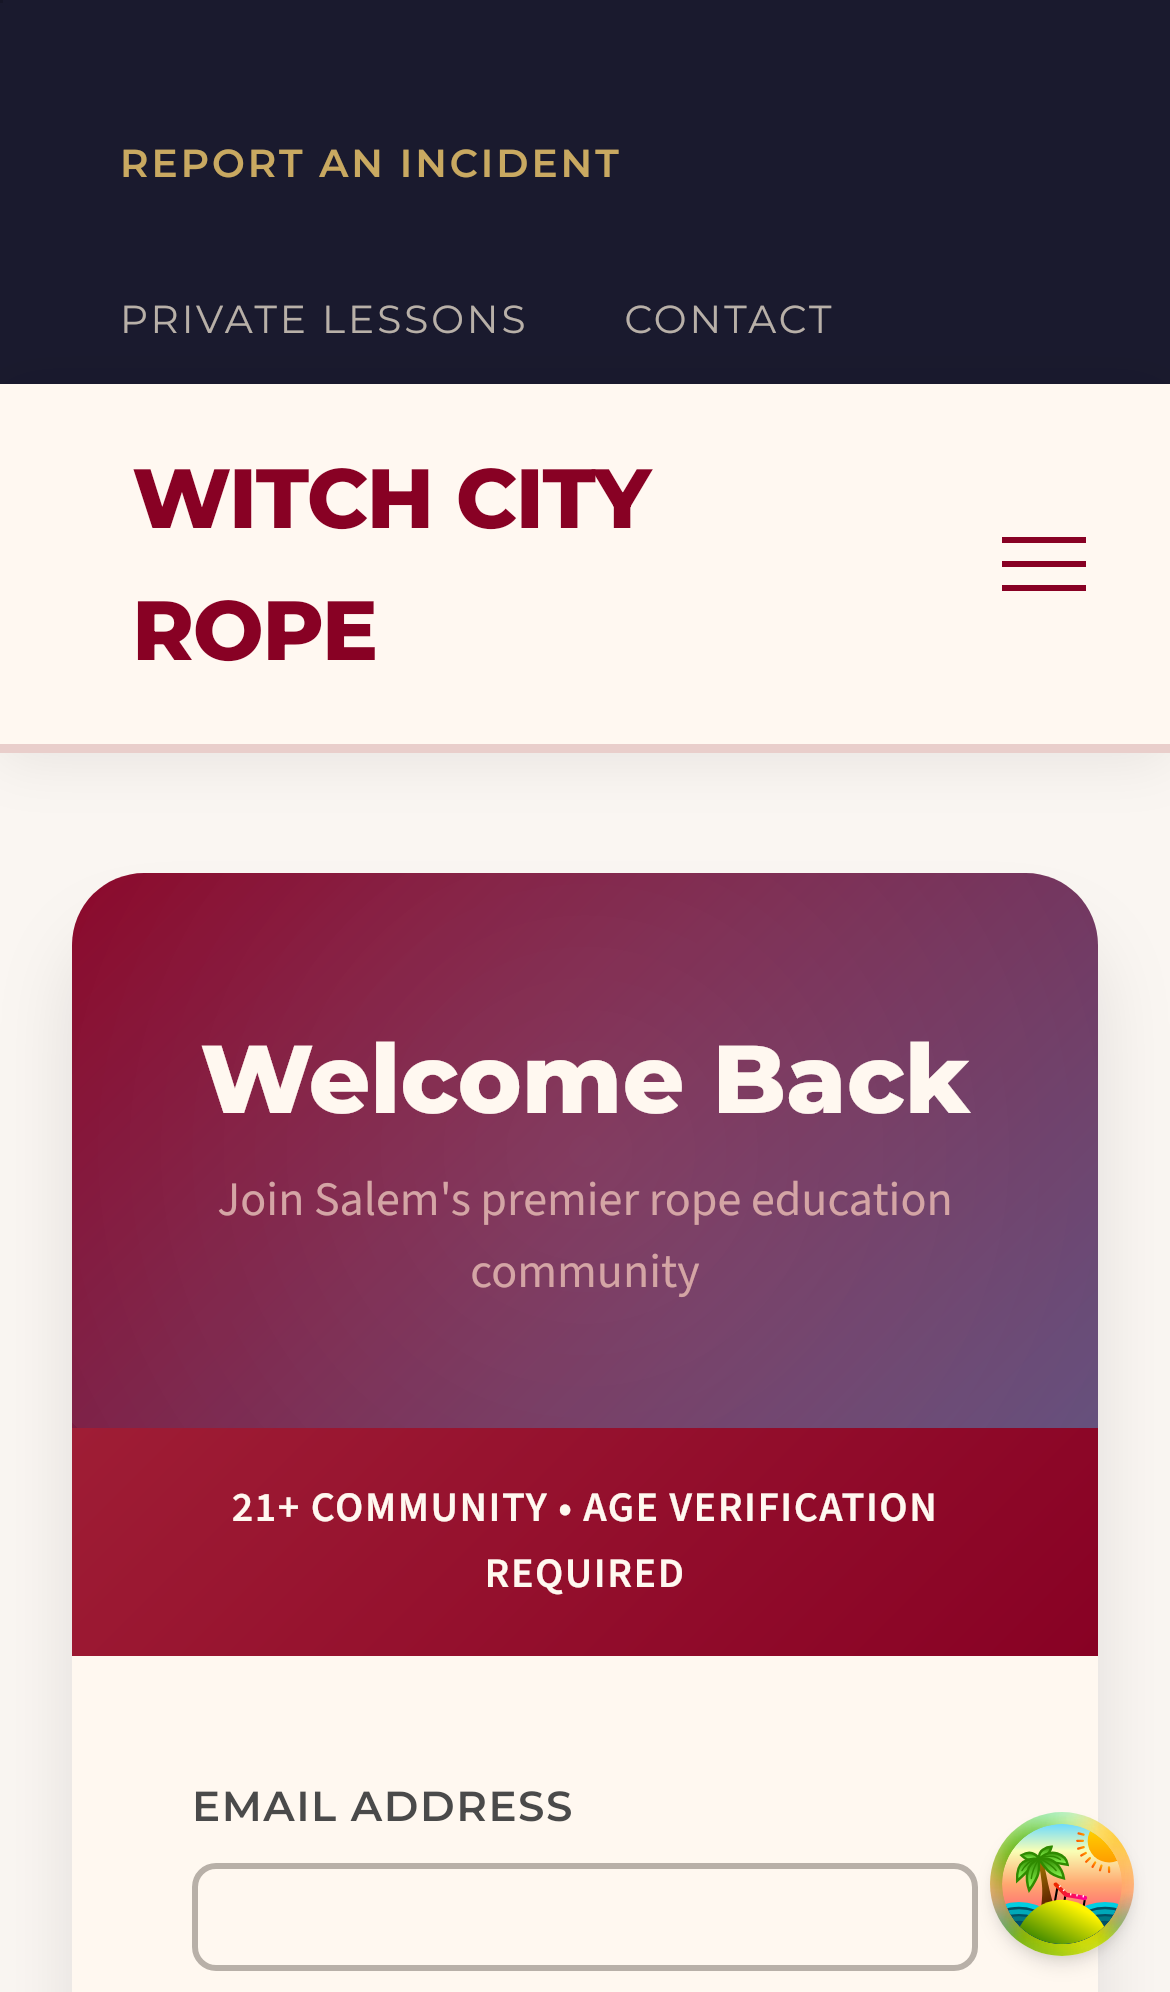 REPORT AN INCIDENT
PRIVATE LESSONS CONTACT
WITCH CITY
ROPE
Welcome Back
Join Salem's premier rope education
community
21+ COMMUNITY • AGE VERIFICATION
REQUIRED
EMAIL ADDRESS